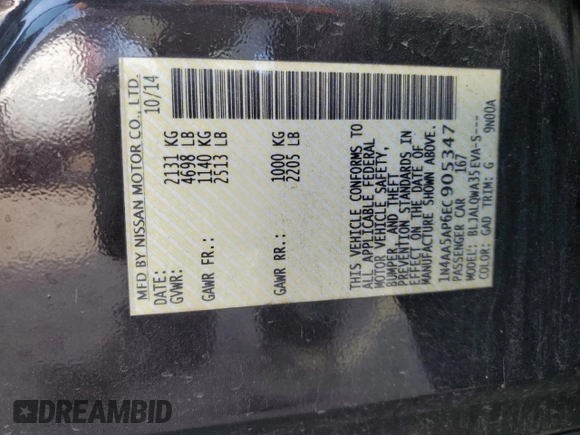 MFD BY NISSAN MOTOR CO., LTD.
DATE: 10/14
GVWR: 2131 KG
4698 LB
GAWR FR.: 1140 KG
2513 LB
GAWR RR.: 1000 KG
2205 LB
THIS VEHICLE CONFORMS TO
ALL APPLICABLE FEDERAL
MOTOR VEHICLE SAFETY,
BUMPER AND THEFT
PREVENTION STANDARDS IN
EFFECT ON THE DATE OF
MANUFACTURE SHOWN ABOVE.
1N4AA5AP6EC905347
PASSENGER CAR 167
MODEL: BLJALQWA35EVA-S---
COLOR: GAD TRIM: G 9N00A
DREAMBID